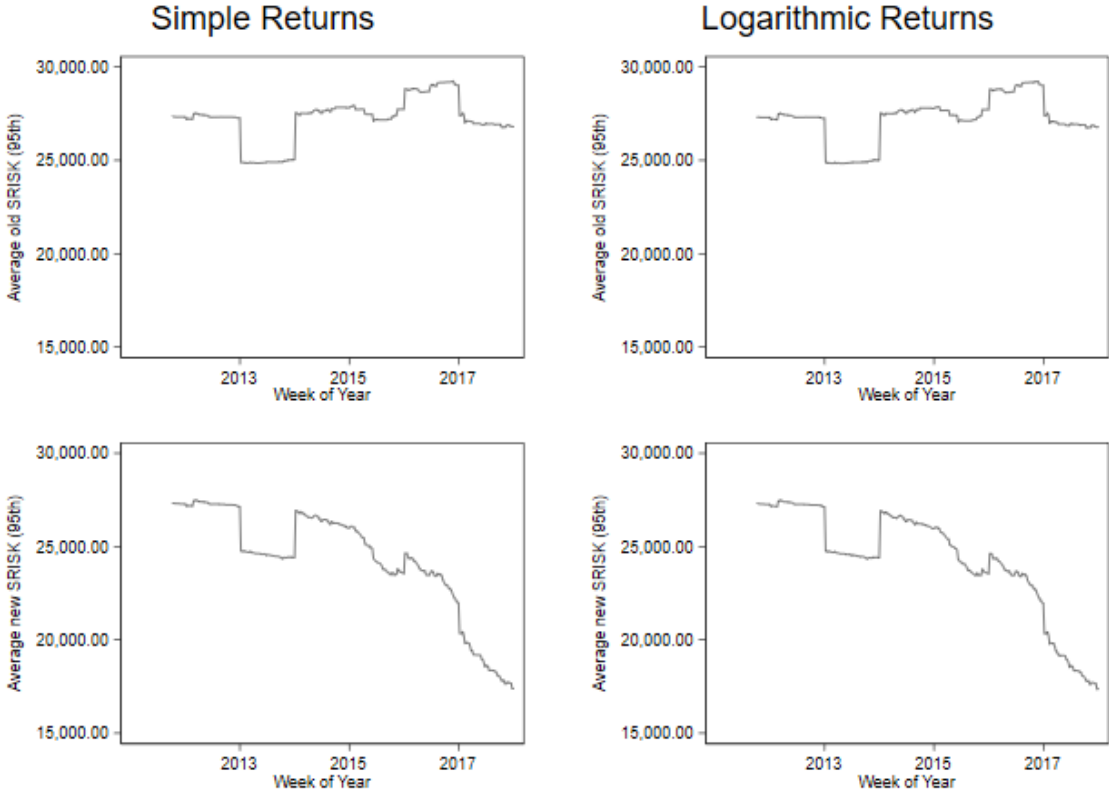 Simple Returns
Logarithmic Returns
Average old SRISK (95th)
30,000.00
25,000.00
20,000.00
15,000.00
2013 2015 2017
Week of Year
Average old SRISK (95th)
30,000.00
25,000.00
20,000.00
15,000.00
2013 2015 2017
Week of Year
Average new SRISK (95th)
30,000.00
25,000.00
20,000.00
15,000.00
2013 2015 2017
Week of Year
Average new SRISK (95th)
30,000.00
25,000.00
20,000.00
15,000.00
2013 2015 2017
Week of Year